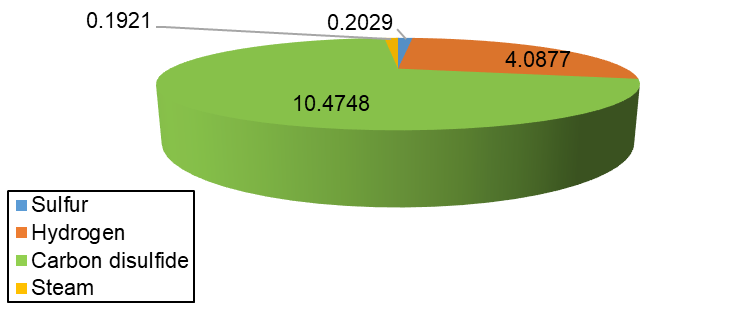 0.1921
0.2029
4.0877
10.4748
Sulfur
Hydrogen
Carbon disulfide
Steam